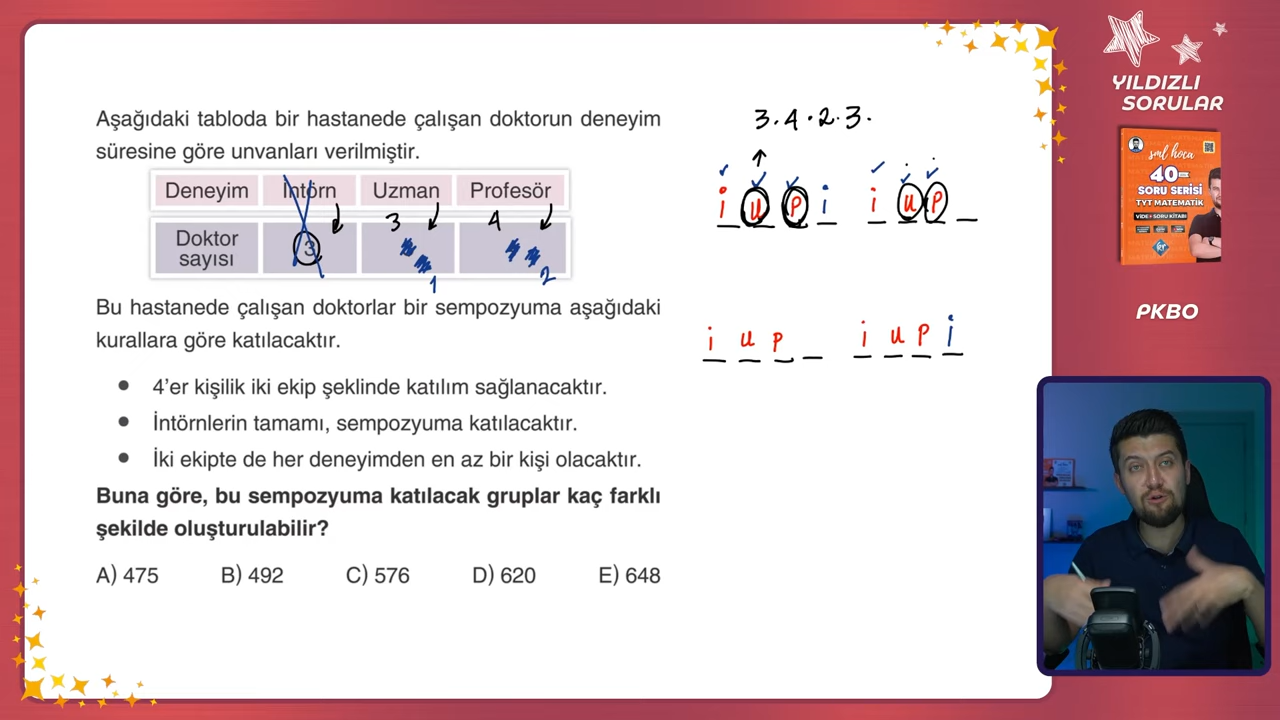 Aşağıdaki tabloda bir hastanede çalışan doktorun deneyim
süresine göre unvanları verilmiştir.
Deneyim İntörn Uzman Profesör
3 4
Doktor sayısı 3
1 2
Bu hastanede çalışan doktorlar bir sempozyuma aşağıdaki
kurallara göre katılacaktır.
• 4'er kişilik iki ekip şeklinde katılım sağlanacaktır.
• İntörnlerin tamamı, sempozyuma katılacaktır.
• İki ekipte de her deneyimden en az bir kişi olacaktır.
Buna göre, bu sempozyuma katılacak gruplar kaç farklı
şekilde oluşturulabilir?
A) 475 B) 492 C) 576 D) 620 E) 648
3.4.2.3.
i u p i i u p
i u p i u p i
YILDIZLI
SORULAR
sml hoca
40
SORU SERİSİ
TYT MATEMATİK
PKBO